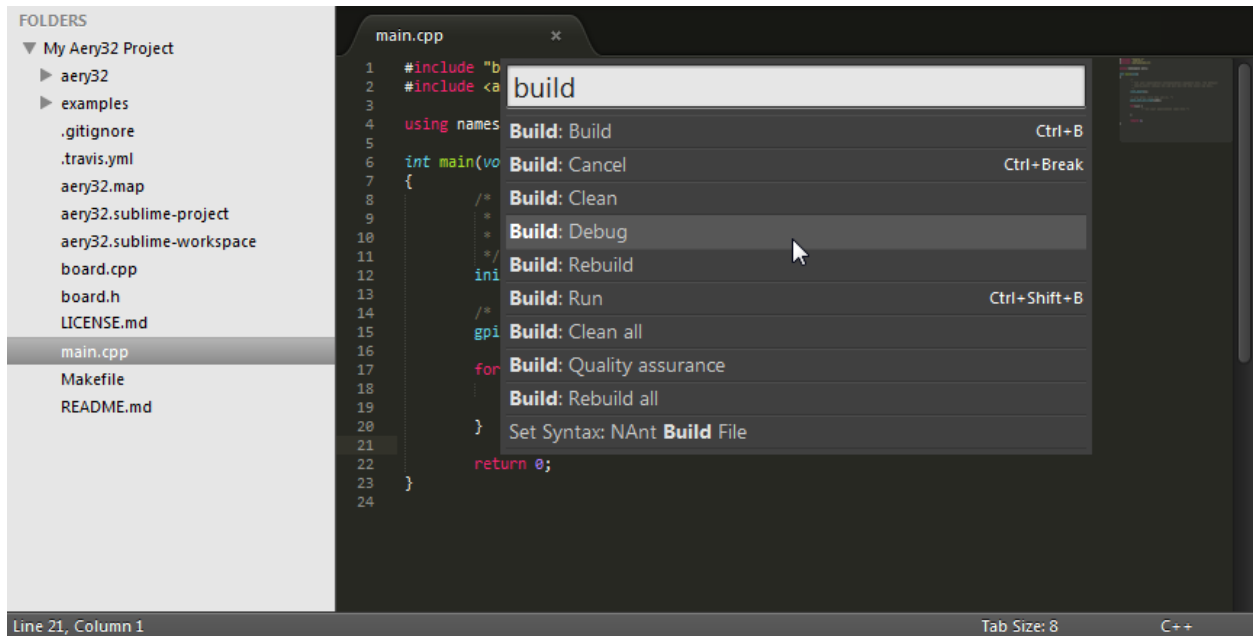 FOLDERS
My Aery32 Project
aery32
examples
.gitignore
.travis.yml
aery32.map
aery32.sublime-project
aery32.sublime-workspace
board.cpp
board.h
LICENSE.md
main.cpp
Makefile
README.md
main.cpp ×
1 #include "b
2 #include <a
3
4 using names
5
6 int main(vo
7 {
8 /*
9 *
10 *
11 */
12 ini
13
14 /*
15 gpi
16
17 for
18
19
20 }
21
22 return 0;
23 }
24
build
Build: Build Ctrl+B
Build: Cancel Ctrl+Break
Build: Clean
Build: Debug
Build: Rebuild
Build: Run Ctrl+Shift+B
Build: Clean all
Build: Quality assurance
Build: Rebuild all
Set Syntax: NAnt Build File
Line 21, Column 1 Tab Size: 8 C++